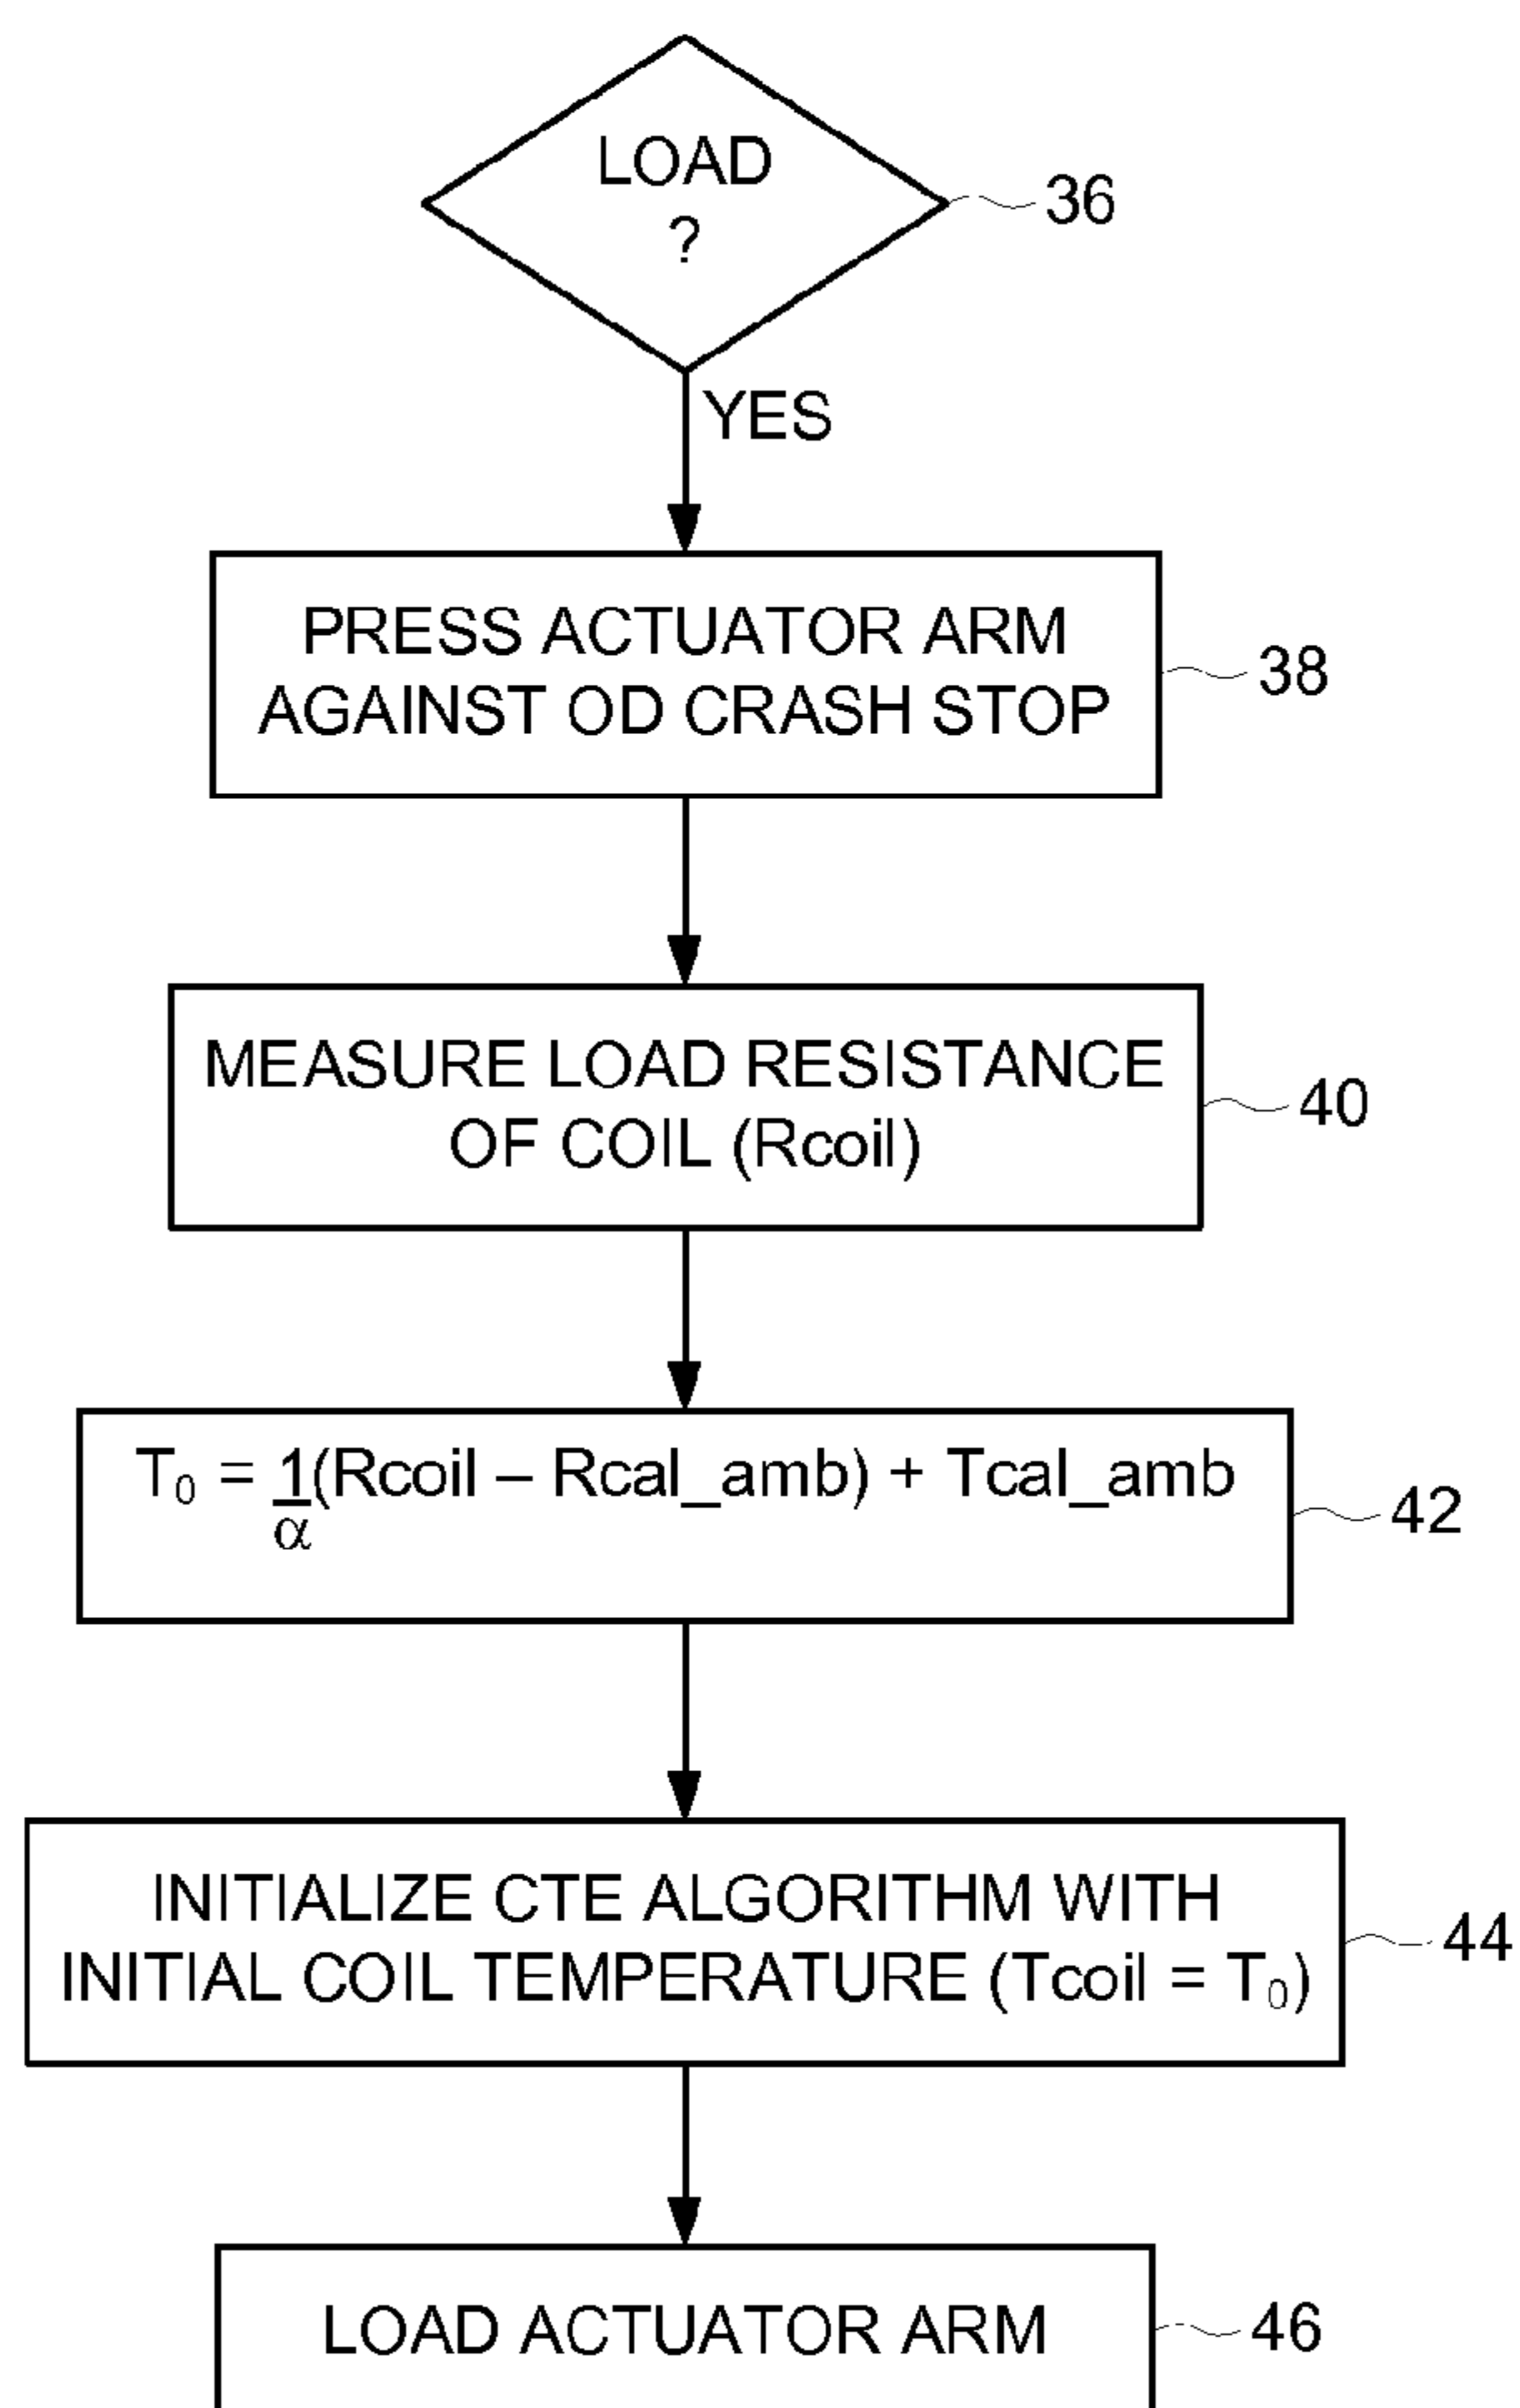 LOAD
?
36
YES
PRESS ACTUATOR ARM
AGAINST OD CRASH STOP
38
MEASURE LOAD RESISTANCE
OF COIL (Rcoil)
40
T₀ = 1/α (Rcoil – Rcal_amb) + Tcal_amb
42
INITIALIZE CTE ALGORITHM WITH
INITIAL COIL TEMPERATURE (Tcoil = T₀)
44
LOAD ACTUATOR ARM
46